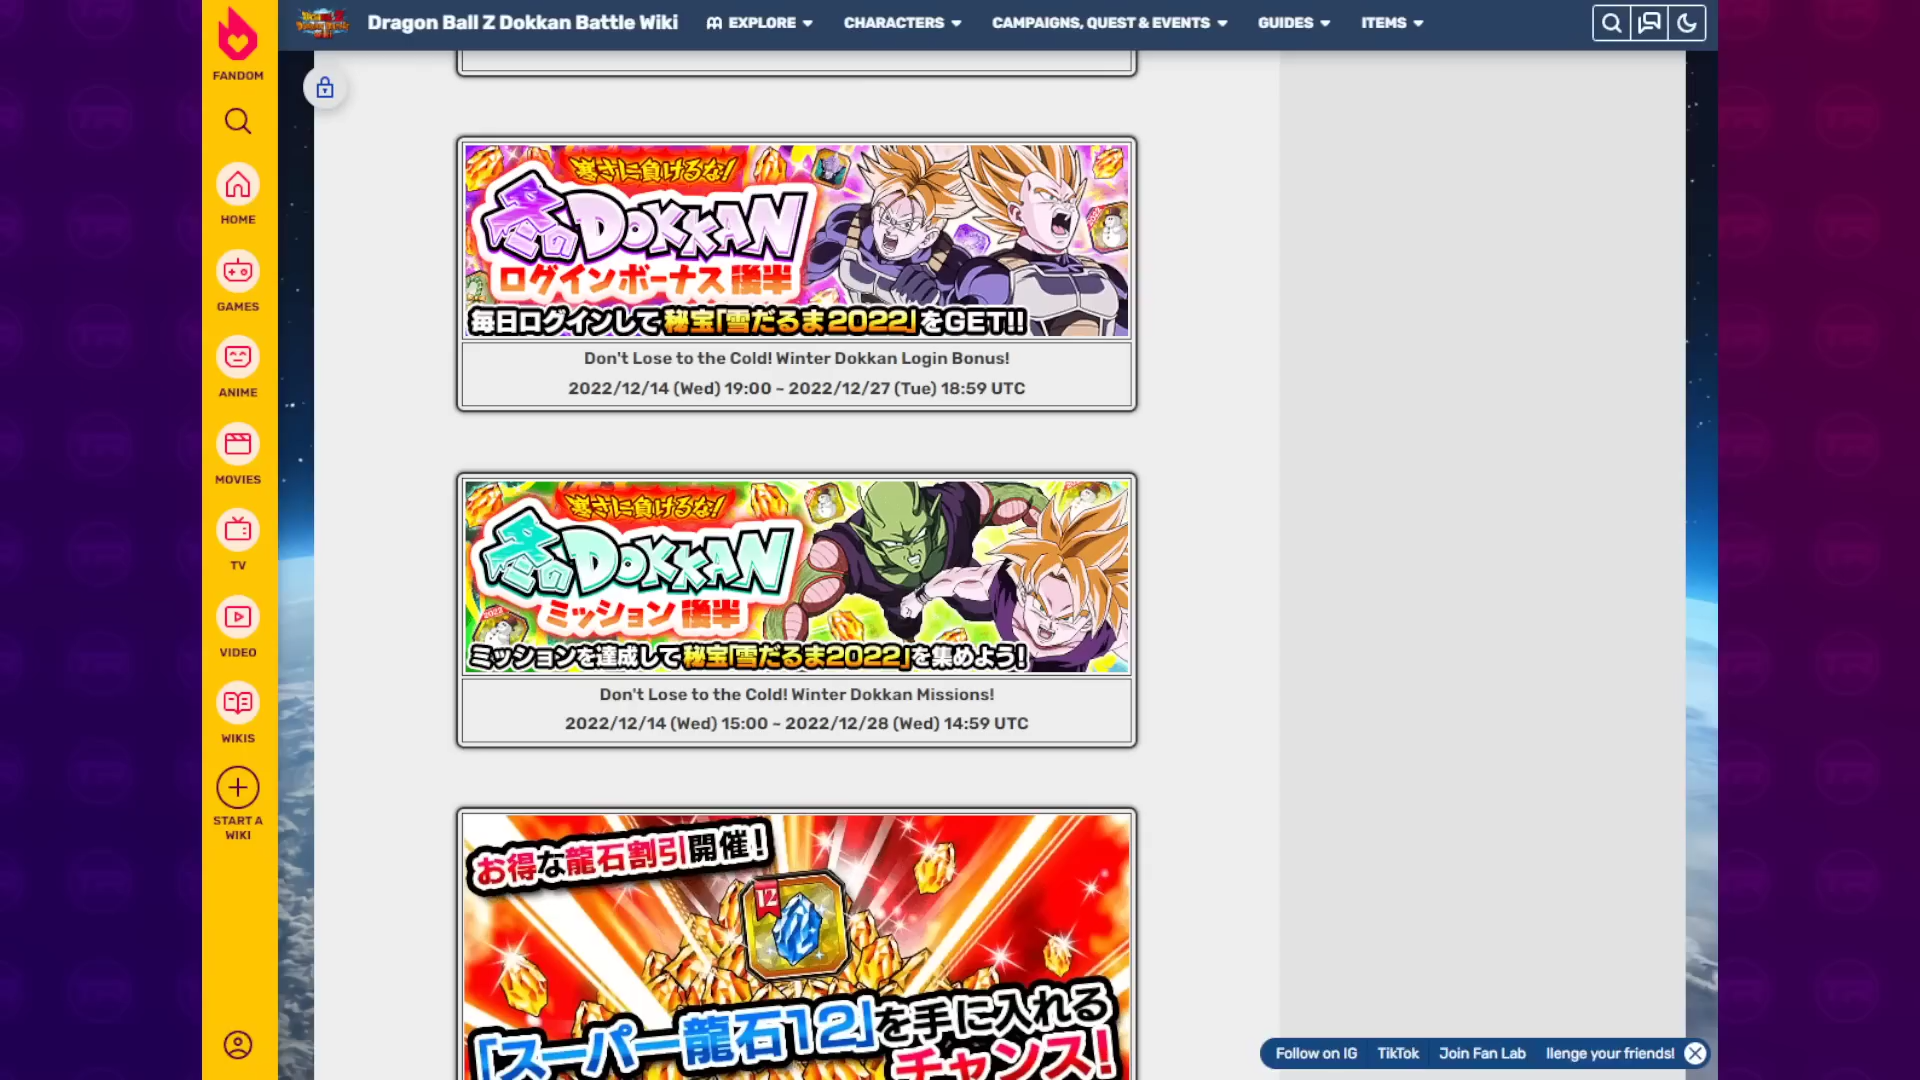 FANDOM
HOME
GAMES
ANIME
MOVIES
TV
VIDEO
WIKIS
START A
WIKI
Dragon Ball Z Dokkan Battle Wiki
EXPLORE
CHARACTERS
CAMPAIGNS, QUEST & EVENTS
GUIDES
ITEMS
寒さに負けるな!
冬のDOKKAN
ログインボーナス 後半
毎日ログインして秘宝「雪だるま2022」をGET!!
Don't Lose to the Cold! Winter Dokkan Login Bonus!
2022/12/14 (Wed) 19:00 ~ 2022/12/27 (Tue) 18:59 UTC
寒さに負けるな!
冬のDOKKAN
ミッション 後半
ミッションを達成して秘宝「雪だるま2022」を集めよう!
Don't Lose to the Cold! Winter Dokkan Missions!
2022/12/14 (Wed) 15:00 ~ 2022/12/28 (Wed) 14:59 UTC
お得な龍石割引開催!
12
「スーパー龍石12」を手に入れる
チャンス!
Follow on IG
TikTok
Join Fan Lab
llenge your friends!